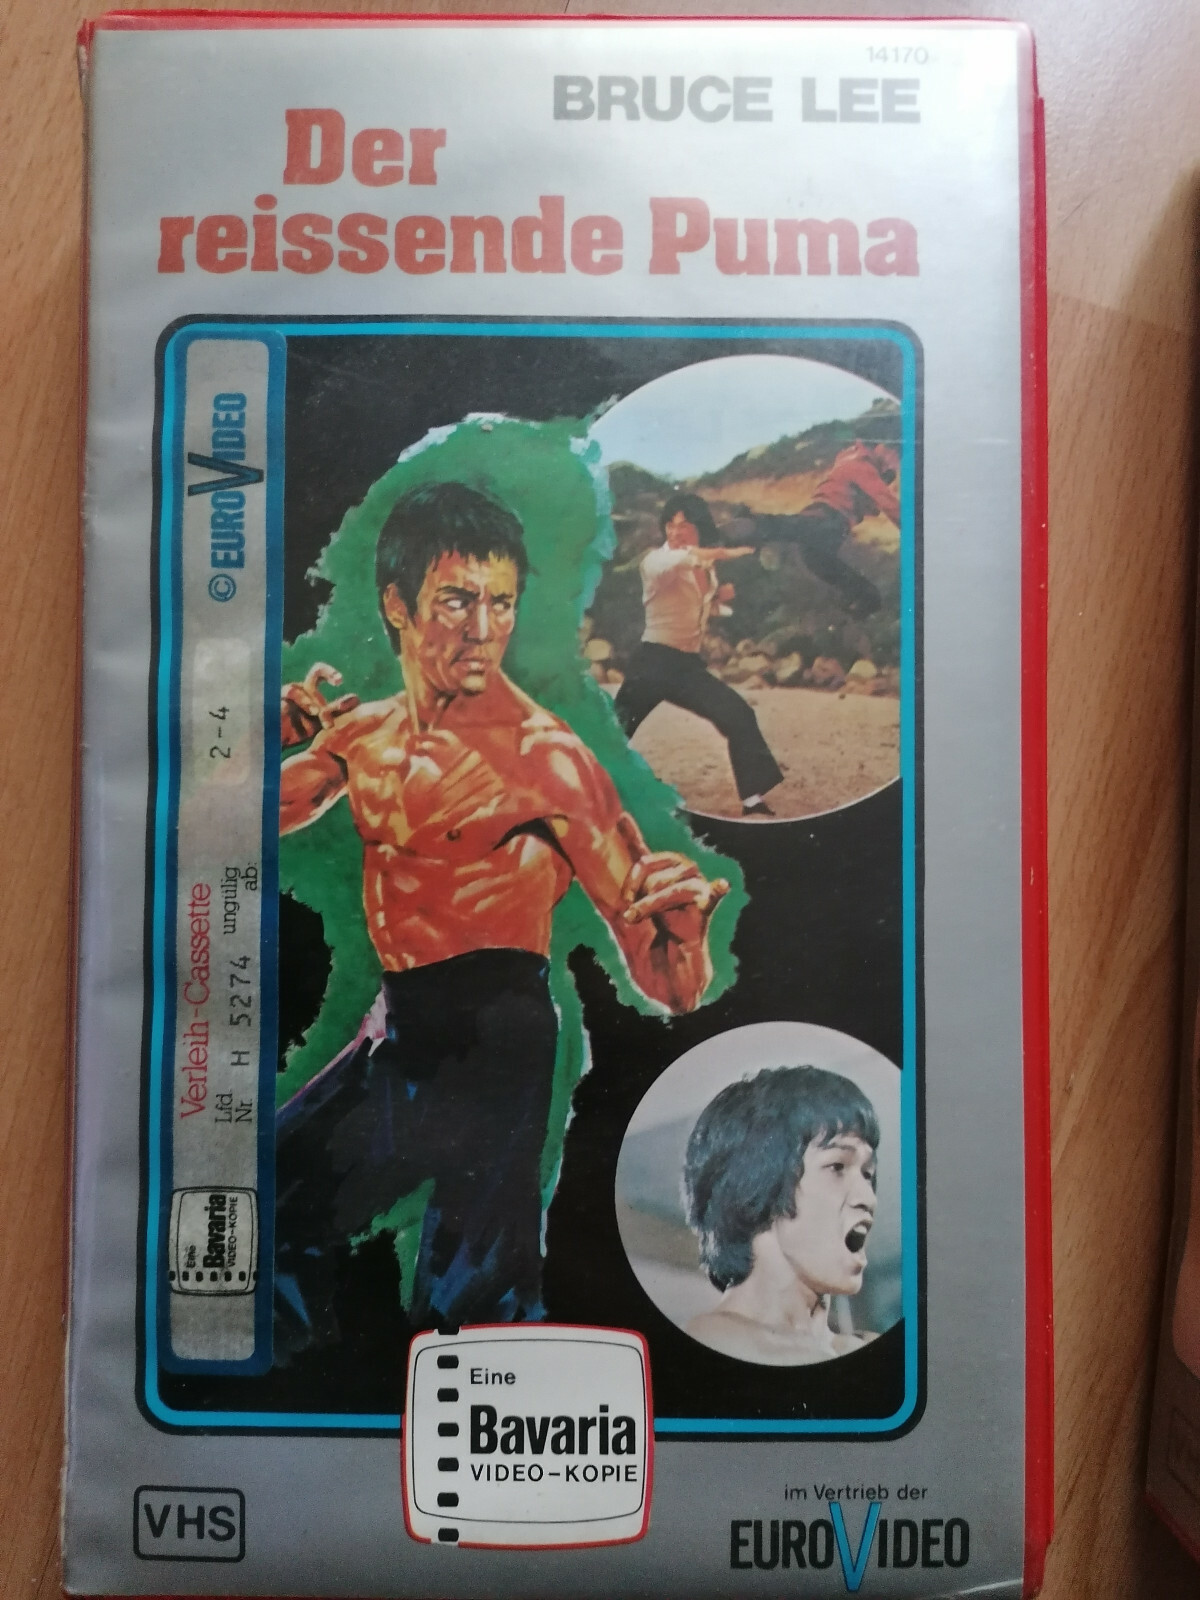 14170
BRUCE LEE
Der
reissende Puma
© EUROVIDEO
2-4
Verleih-Cassette
Lfd. Nr. H 5274 ungültig ab:
Eine
Bavaria
VIDEO-KOPIE
Eine
Bavaria
VIDEO-KOPIE
VHS
im Vertrieb der
EUROVIDEO